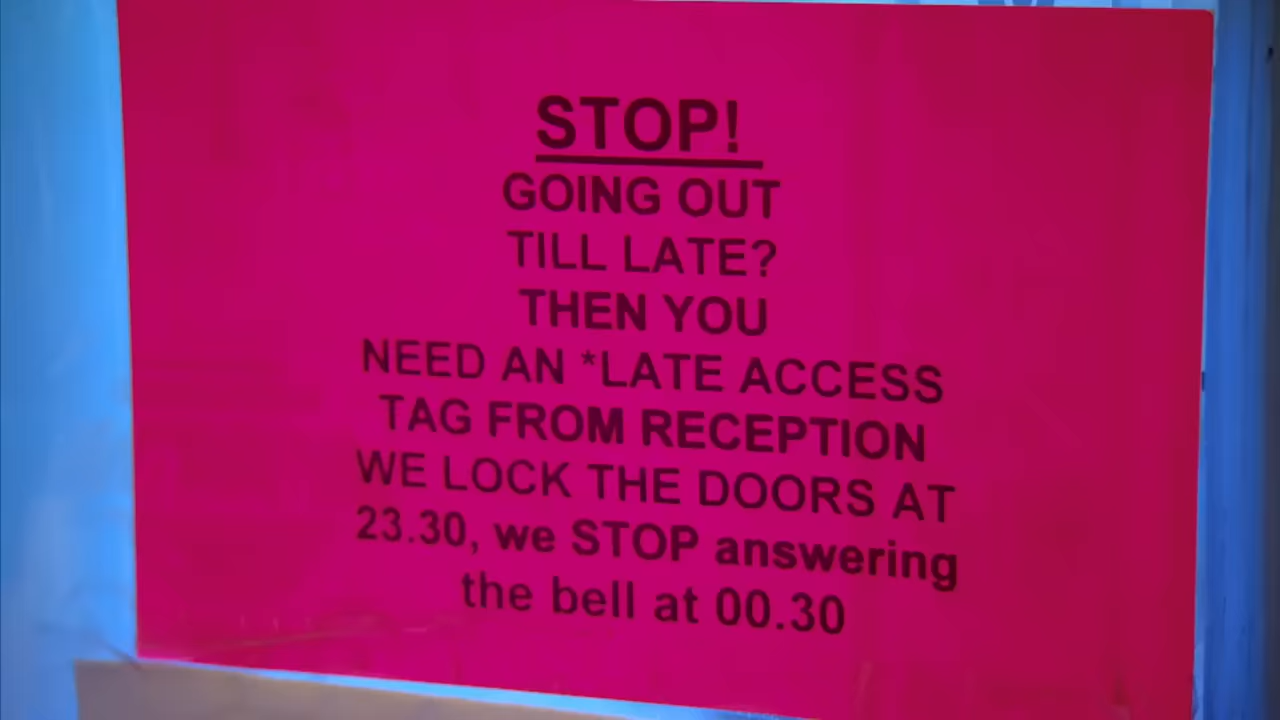 STOP!
GOING OUT
TILL LATE?
THEN YOU
NEED AN *LATE ACCESS
TAG FROM RECEPTION
WE LOCK THE DOORS AT
23.30, we STOP answering
the bell at 00.30